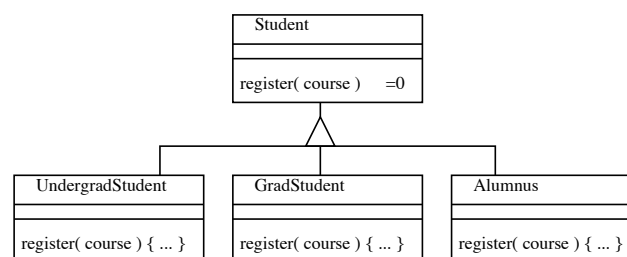 Student
register( course ) =0
UndergradStudent
GradStudent
Alumnus
register( course ) { ... }
register( course ) { ... }
register( course ) { ... }